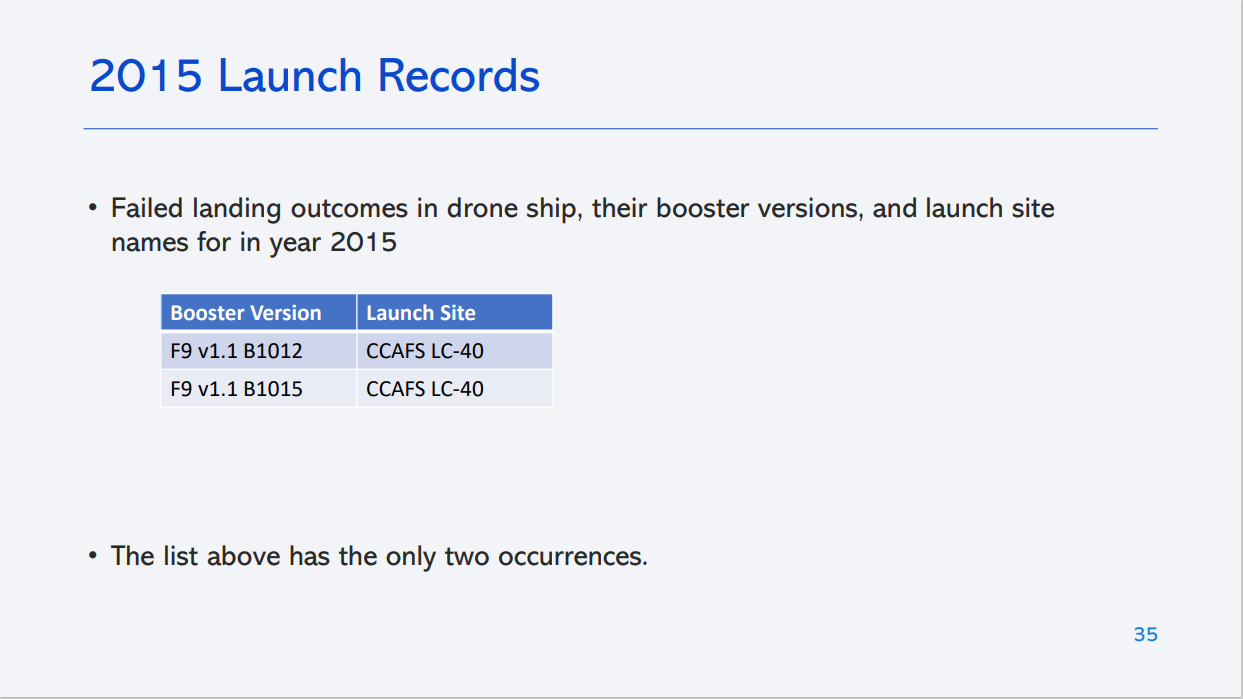 2015 Launch Records
• Failed landing outcomes in drone ship, their booster versions, and launch site
names for in year 2015
Booster Version Launch Site
F9 v1.1 B1012 CCAFS LC-40
F9 v1.1 B1015 CCAFS LC-40
• The list above has the only two occurrences.
35